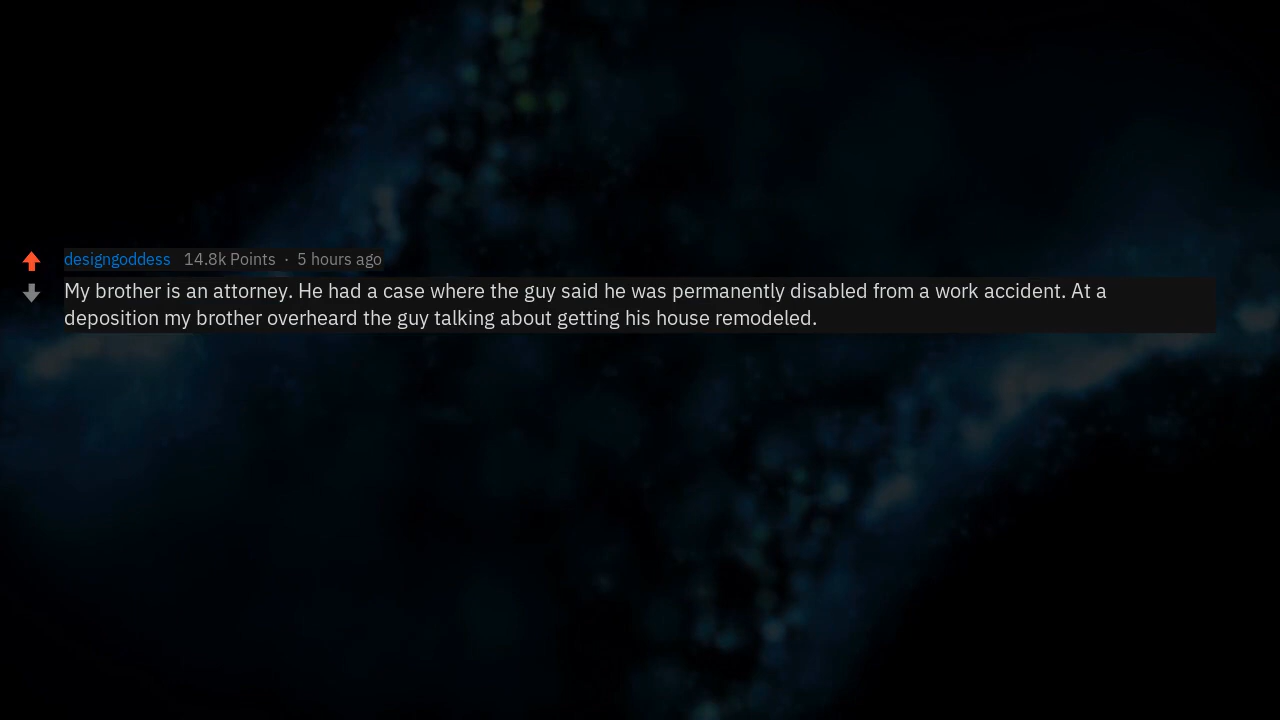 designgoddess 14.8k Points · 5 hours ago
My brother is an attorney. He had a case where the guy said he was permanently disabled from a work accident. At a
deposition my brother overheard the guy talking about getting his house remodeled.